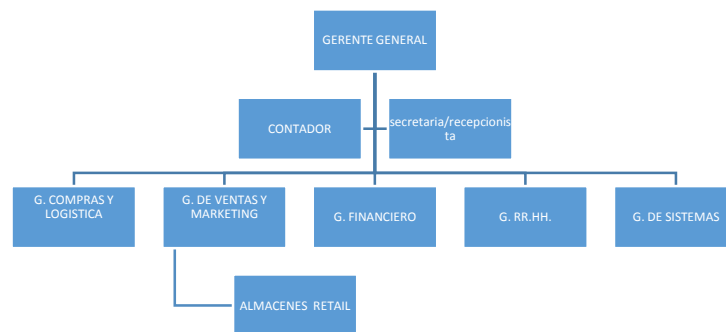 GERENTE GENERAL
CONTADOR
secretaria/recepcionis
ta
G. COMPRAS Y
LOGISTICA
G. DE VENTAS Y
MARKETING
G. FINANCIERO
G. RR.HH.
G. DE SISTEMAS
ALMACENES RETAIL